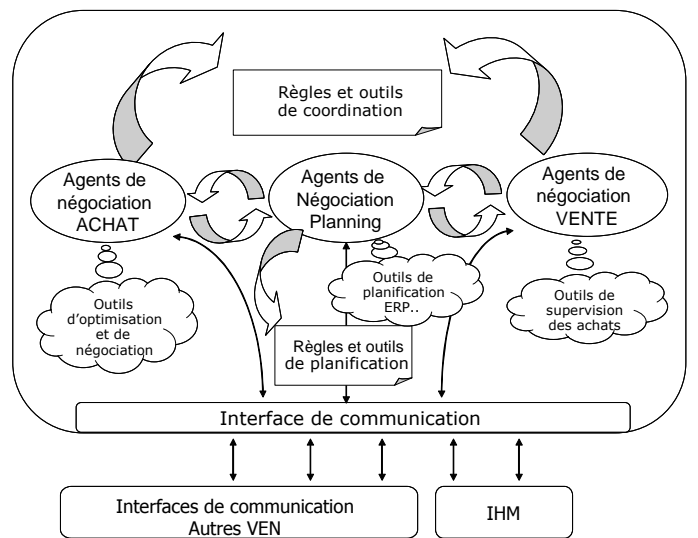 Règles et outils
de coordination
Agents de
négociation
ACHAT
Agents de
Négociation
Planning
Agents de
négociation
VENTE
Outils
d'optimisation
et de
négociation
Outils de
planification
ERP..
Outils de
supervision
des achats
Règles et outils
de planification
Interface de communication
Interfaces de communication
Autres VEN
IHM